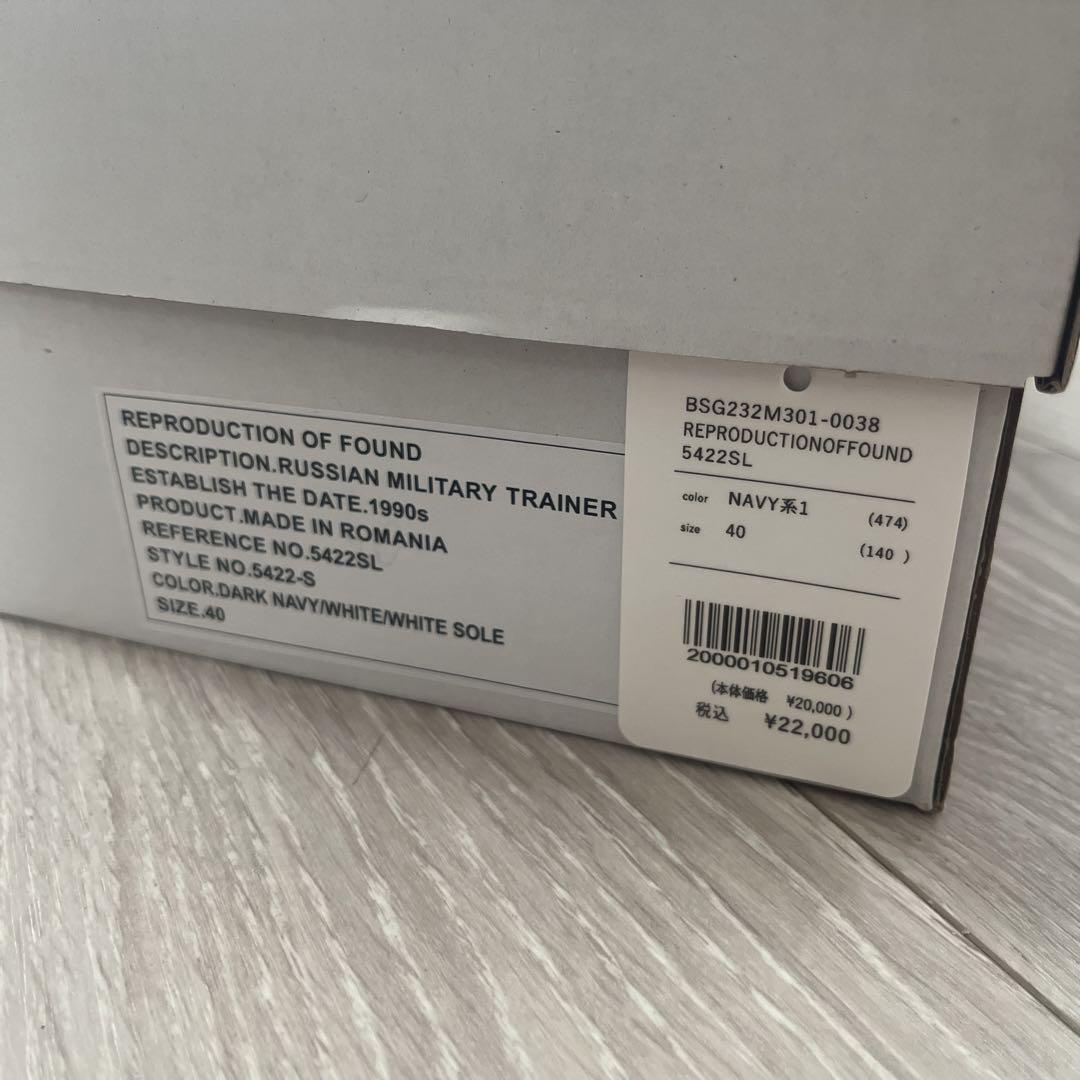 REPRODUCTION OF FOUND
DESCRIPTION.RUSSIAN MILITARY TRAINER
ESTABLISH THE DATE.1990s
PRODUCT.MADE IN ROMANIA
REFERENCE NO.5422SL
STYLE NO.5422-S
COLOR.DARK NAVY/WHITE/WHITE SOLE
SIZE.40
BSG232M301-0038
REPRODUCTIONOFFOUND
5422SL
color NAVY系1 (474)
size 40 (140 )
2000010519606
(本体価格 ¥20,000 )
税込 ¥22,000